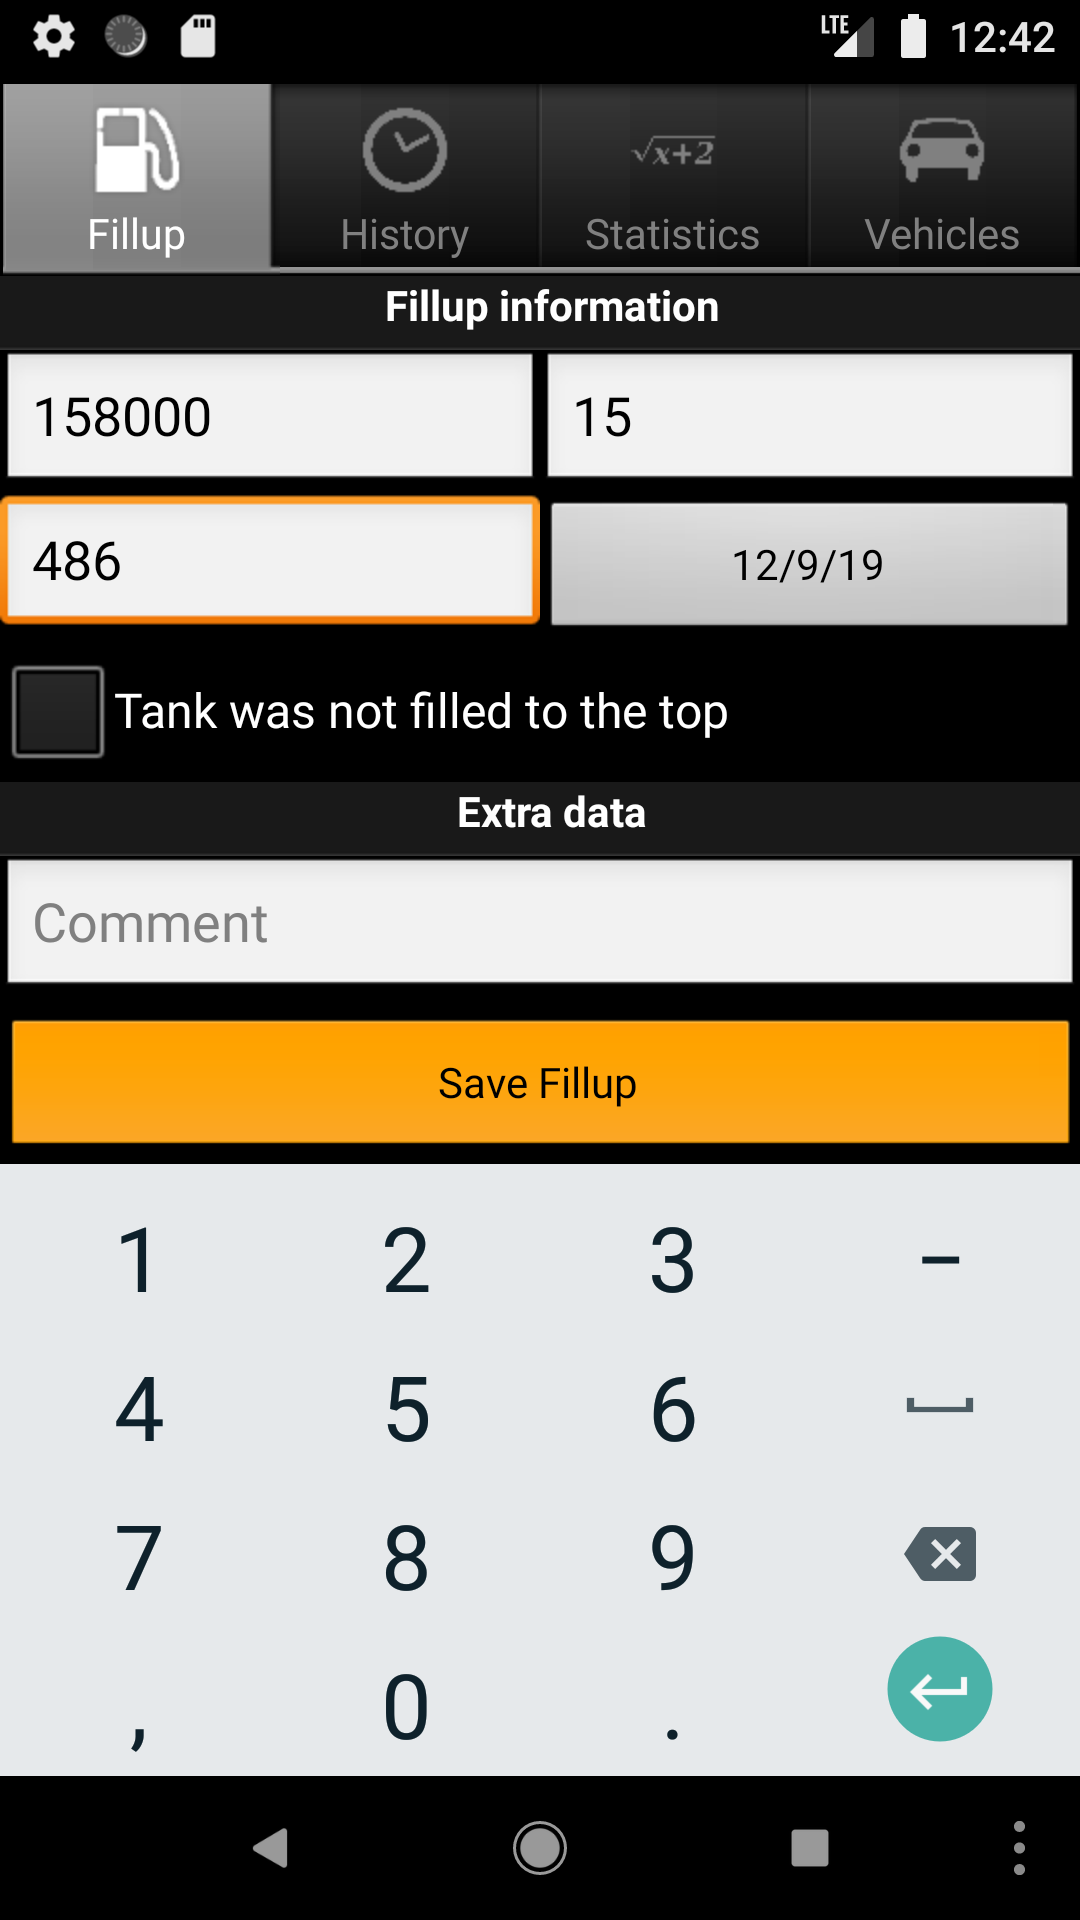 LTE 12:42
Fillup History √x+2 Statistics Vehicles
Fillup information
158000 15
486 12/9/19
Tank was not filled to the top
Extra data
Comment
Save Fillup
1 2 3 –
4 5 6
7 8 9
, 0 .